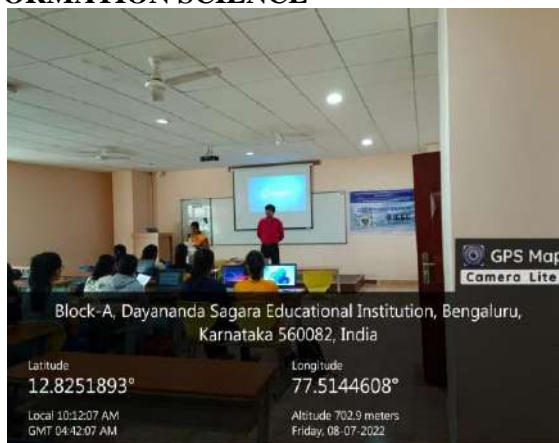 ORMATION SCIENCE
GPS Map
Camera Lite
Block-A, Dayananda Sagara Educational Institution, Bengaluru,
Karnataka 560082, India
Latitude
12.8251893°
Longitude
77.5144608°
Local 10:12:07 AM
GMT 04:42:07 AM
Altitude 702.9 meters
Friday, 08-07-2022